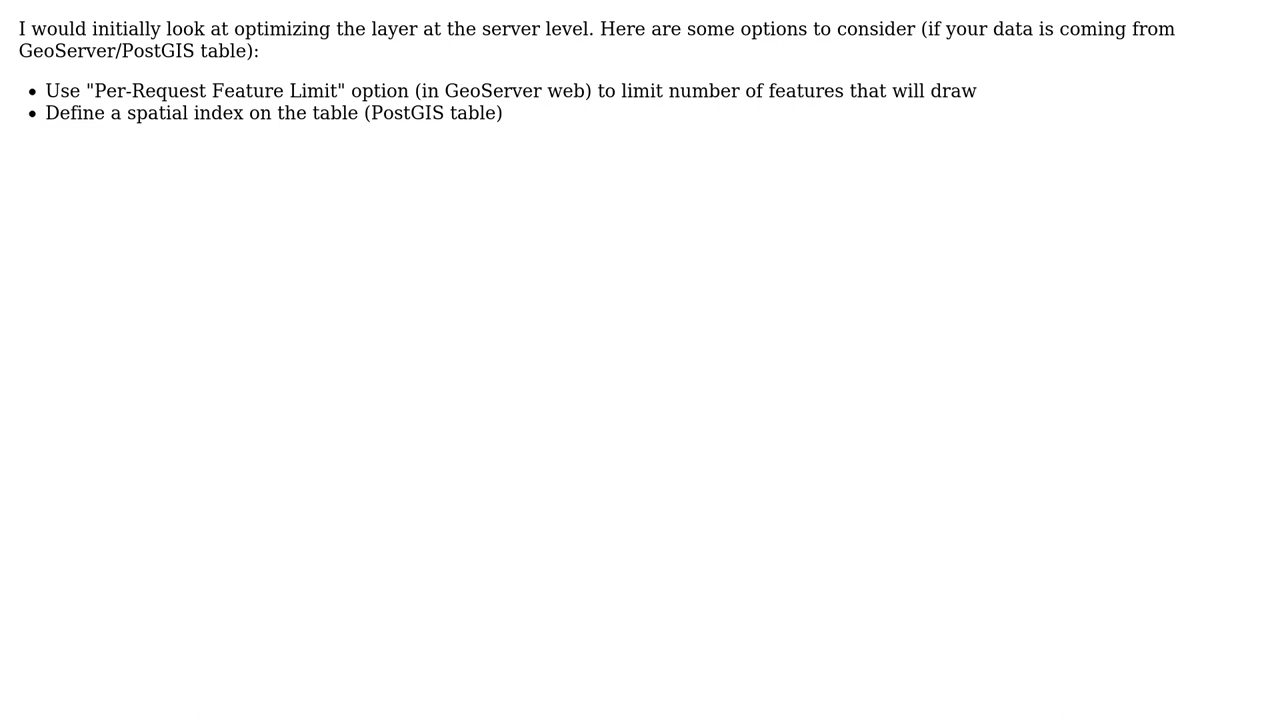 I would initially look at optimizing the layer at the server level. Here are some options to consider (if your data is coming from
GeoServer/PostGIS table):
• Use "Per-Request Feature Limit" option (in GeoServer web) to limit number of features that will draw
• Define a spatial index on the table (PostGIS table)